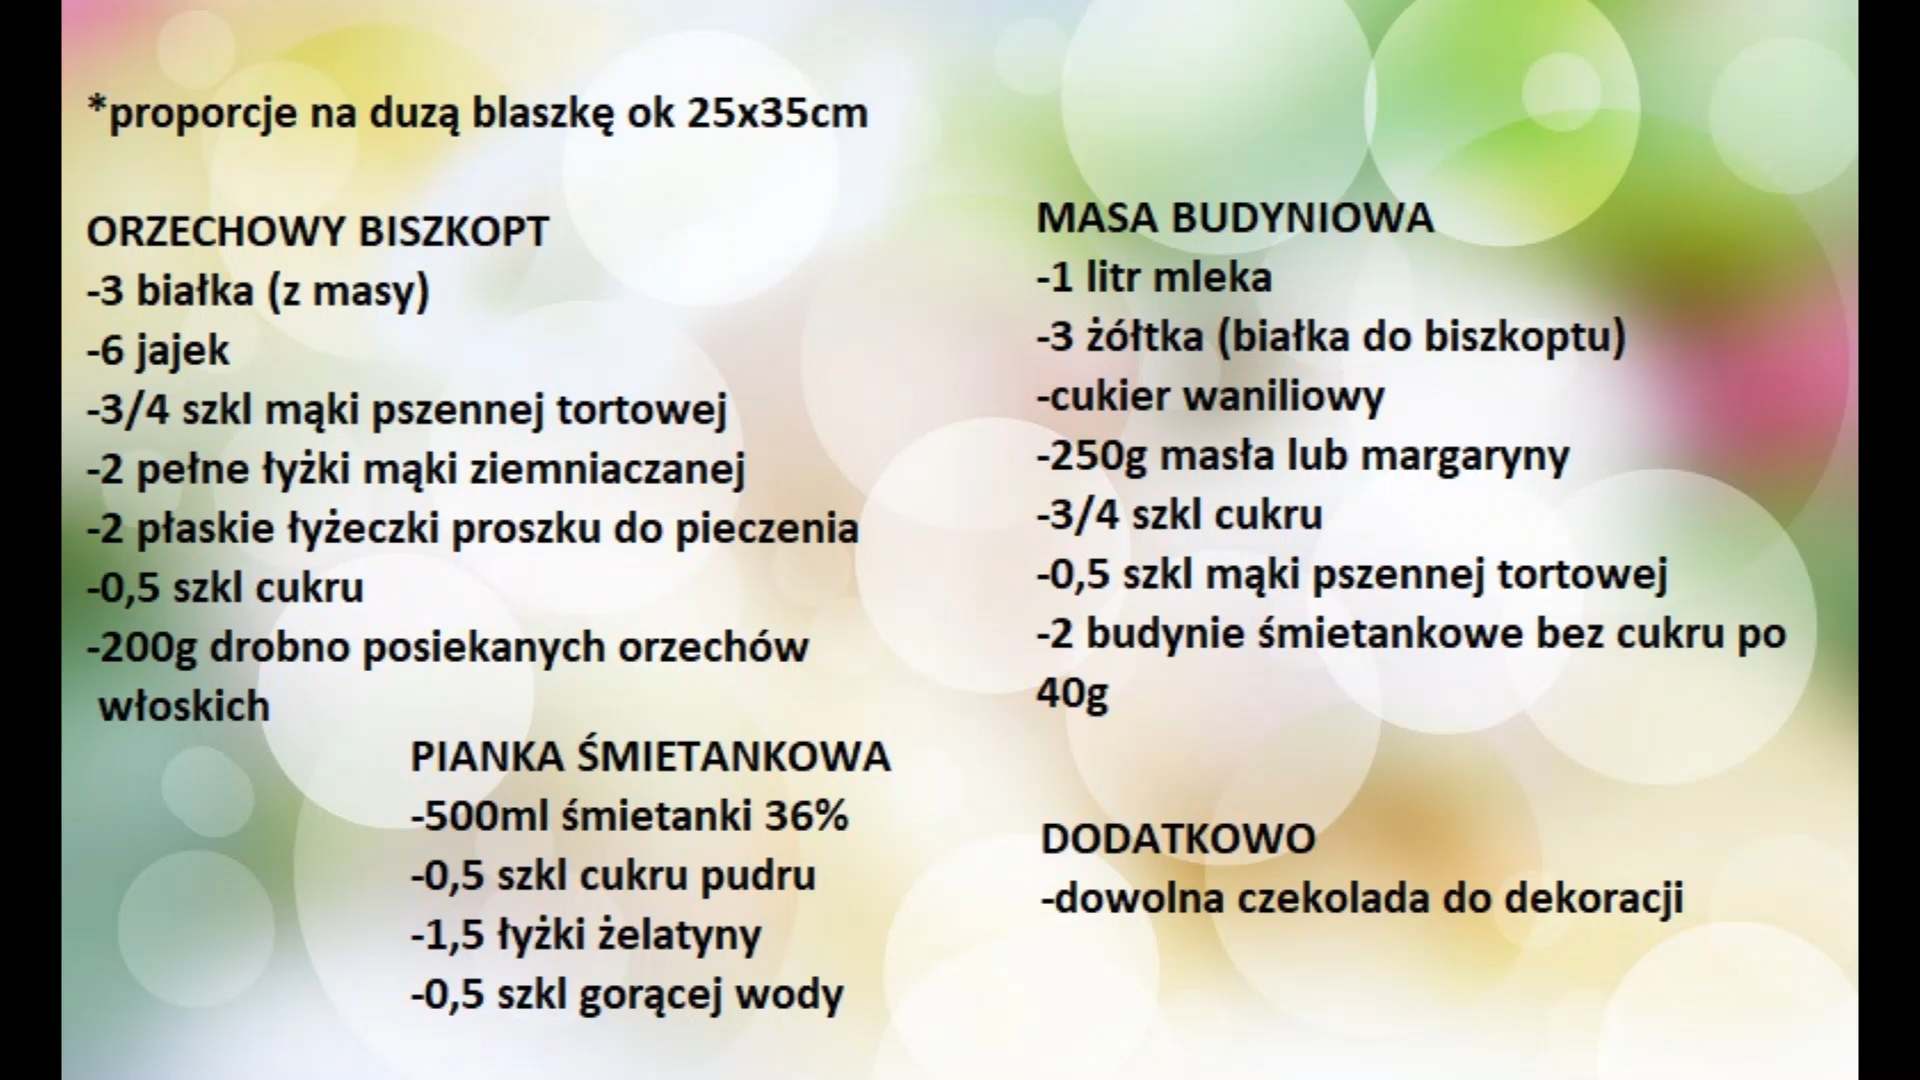 *proporcje na duzą blaszkę ok 25x35cm
ORZECHOWY BISZKOPT
-3 białka (z masy)
-6 jajek
-3/4 szkl mąki pszennej tortowej
-2 pełne łyżki mąki ziemniaczanej
-2 płaskie łyżeczki proszku do pieczenia
-0,5 szkl cukru
-200g drobno posiekanych orzechów
włoskich
PIANKA ŚMIETANKOWA
-500ml śmietanki 36%
-0,5 szkl cukru pudru
-1,5 łyżki żelatyny
-0,5 szkl gorącej wody
MASA BUDYNIOWA
-1 litr mleka
-3 żółtka (białka do biszkoptu)
-cukier waniliowy
-250g masła lub margaryny
-3/4 szkl cukru
-0,5 szkl mąki pszennej tortowej
-2 budynie śmietankowe bez cukru po
40g
DODATKOWO
-dowolna czekolada do dekoracji